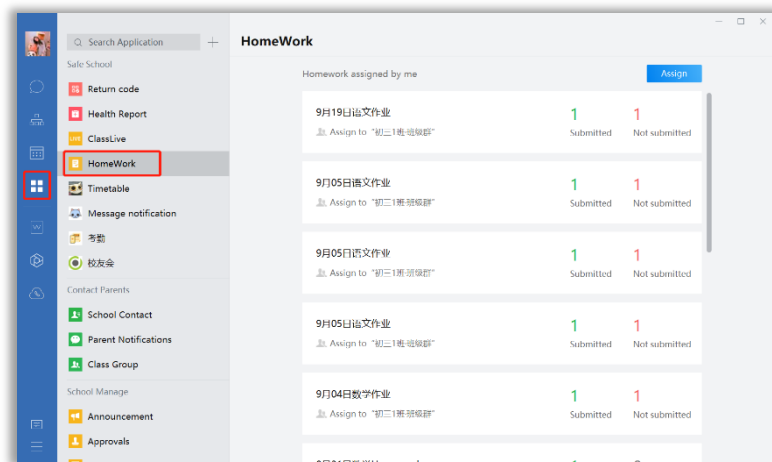 Search Application
HomeWork
Safe School
Homework assigned by me
Assign
Return code
Health Report
LIVE
ClassLive
HomeWork
Timetable
Message notification
考勤
校友会
Contact Parents
School Contact
Parent Notifications
Class Group
School Manage
Announcement
Approvals
9月19日语文作业
Assign to "初三1班-班级群"
1
Submitted
1
Not submitted
9月05日语文作业
Assign to "初三1班-班级群"
1
Submitted
1
Not submitted
9月05日语文作业
Assign to "初三1班-班级群"
1
Submitted
1
Not submitted
9月05日语文作业
Assign to "初三1班-班级群"
1
Submitted
1
Not submitted
9月04日数学作业
Assign to "初三1班-班级群"
1
Submitted
1
Not submitted